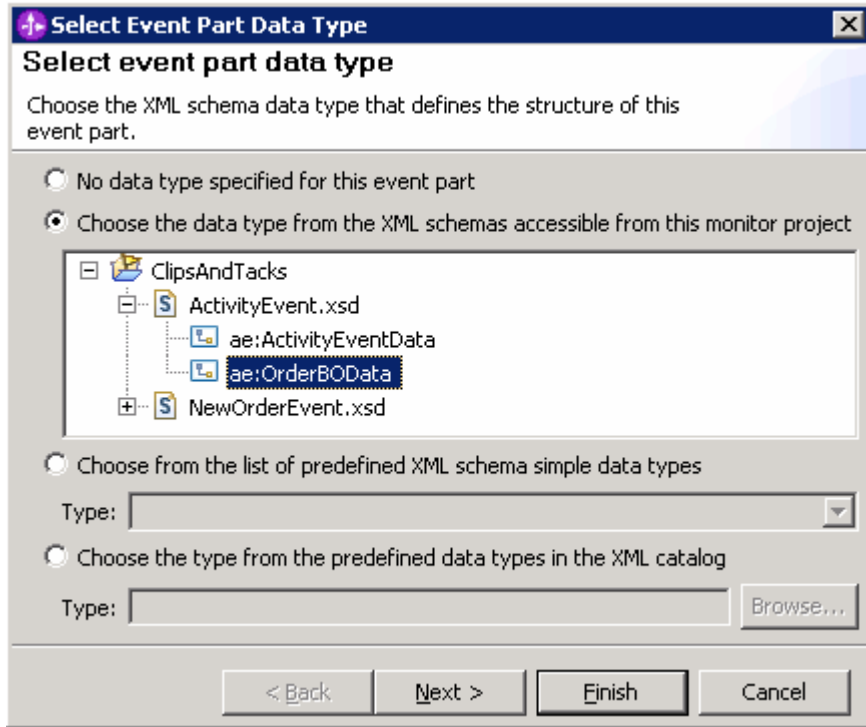 Select Event Part Data Type
Select event part data type
Choose the XML schema data type that defines the structure of this
event part.
No data type specified for this event part
Choose the data type from the XML schemas accessible from this monitor project
ClipsAndTacks
ActivityEvent.xsd
ae:ActivityEventData
ae:OrderBOData
NewOrderEvent.xsd
Choose from the list of predefined XML schema simple data types
Type:
Choose the type from the predefined data types in the XML catalog
Type: Browse...
< Back Next > Finish Cancel